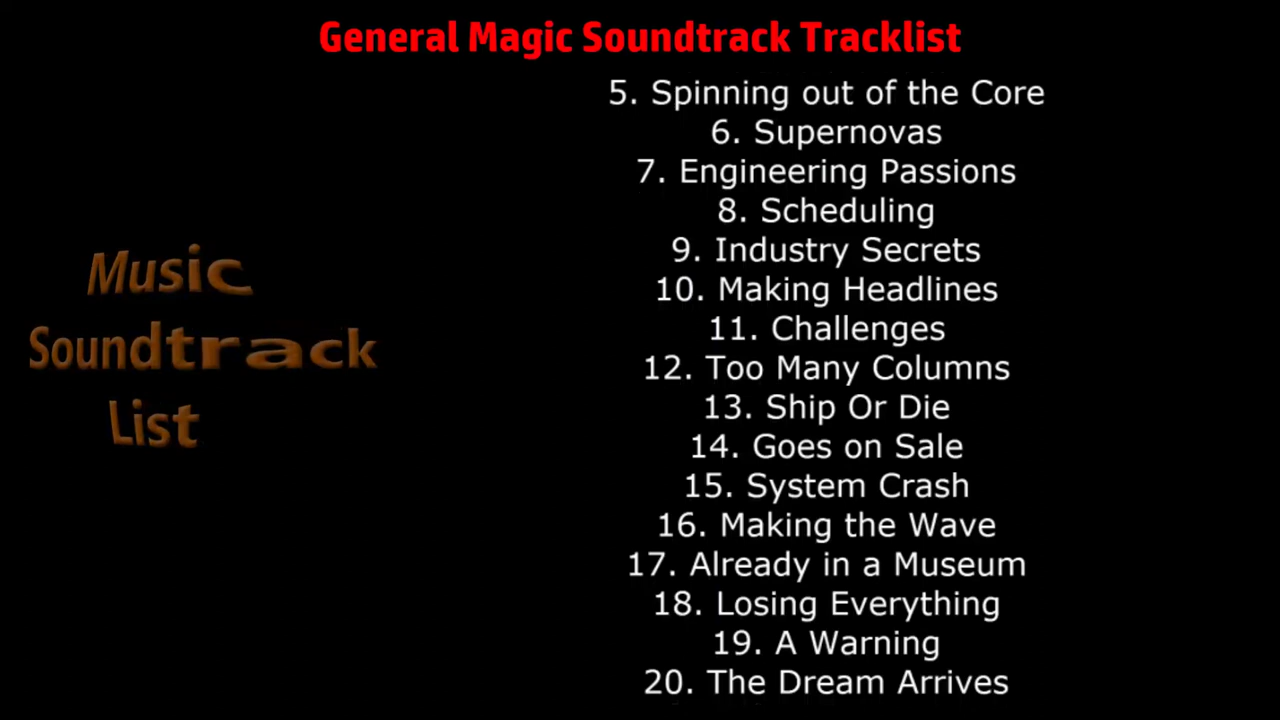 General Magic Soundtrack Tracklist
5. Spinning out of the Core
6. Supernovas
7. Engineering Passions
8. Scheduling
9. Industry Secrets
10. Making Headlines
11. Challenges
12. Too Many Columns
13. Ship Or Die
14. Goes on Sale
15. System Crash
16. Making the Wave
17. Already in a Museum
18. Losing Everything
19. A Warning
20. The Dream Arrives
Music
Soundtrack
List